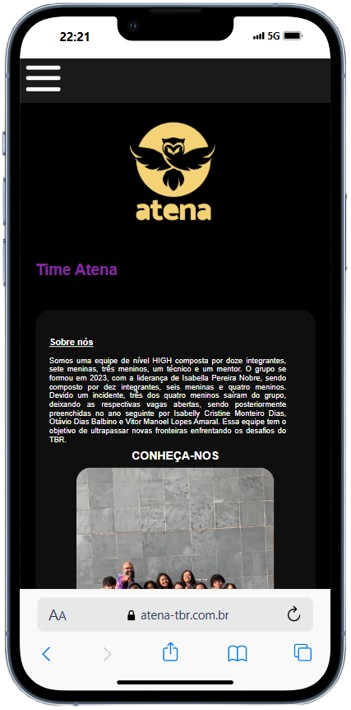 22:21
5G
atena
Time Atena
Sobre nós
Somos uma equipe de nível HIGH composta por doze integrantes,
sete meninas, três meninos, um técnico e um mentor. O grupo se
formou em 2023, com a liderança de Isabella Pereira Nobre, sendo
composto por dez integrantes, seis meninas e quatro meninos.
Devido um incidente, três dos quatro meninos saíram do grupo,
deixando as respectivas vagas abertas, sendo posteriormente
preenchidas no ano seguinte por Isabelly Cristine Monteiro Dias,
Otávio Dias Balbino e Vitor Manoel Lopes Amaral. Essa equipe tem o
objetivo de ultrapassar novas fronteiras enfrentando os desafios do
TBR.
CONHEÇA-NOS
AA atena-tbr.com.br